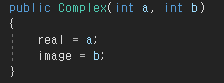 public Complex(int a, int b)
{
real = a;
image = b;
}